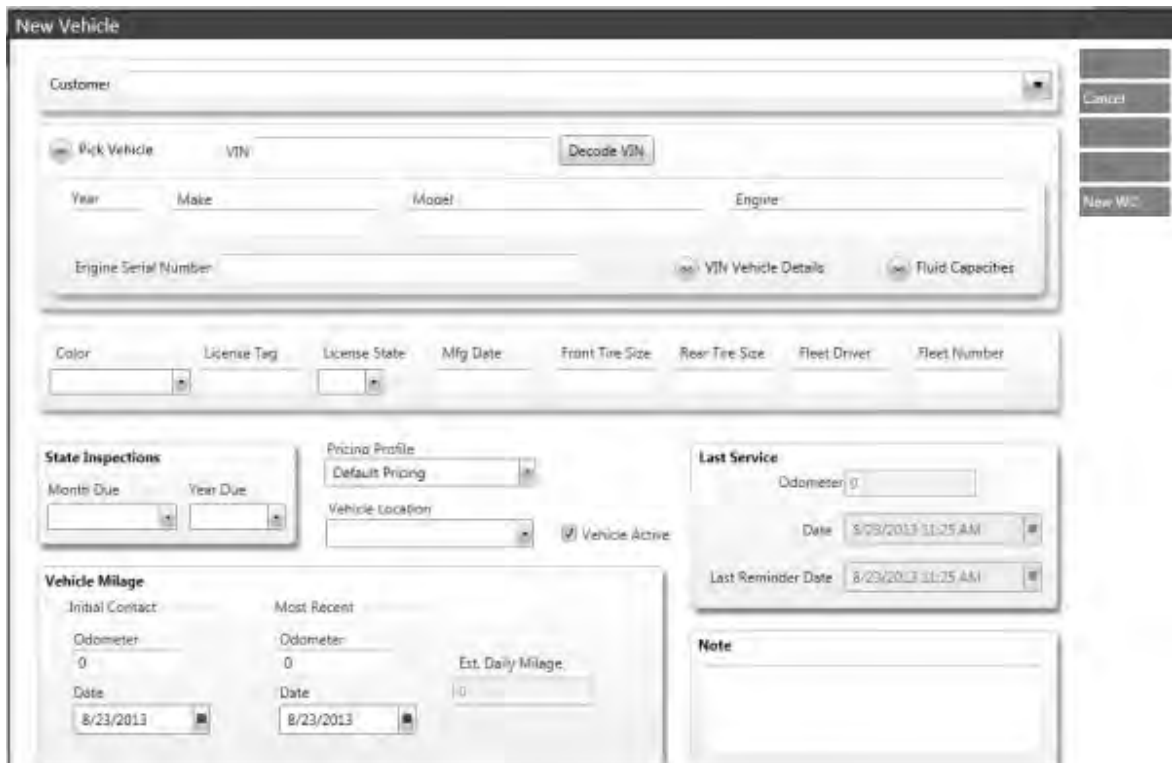 New Vehicle
Customer
Cancel
Pick Vehicle VIN Decode VIN
Year Make Model Engine
New WO
Engine Serial Number VIN Vehicle Details Fluid Capacities
Color License Tag License State Mfg Date Front Tire Size Rear Tire Size Fleet Driver Fleet Number
State Inspections
Month Due Year Due
Pricing Profile
Default Pricing
Vehicle Location
Vehicle Active
Last Service
Odometer 0
Date 8/23/2013 11:25 AM
Last Reminder Date 8/23/2013 11:25 AM
Vehicle Milage
Initial Contact Most Recent
Odometer Odometer
0 0
Est. Daily Milage
0
Date Date
8/23/2013 8/23/2013
Note